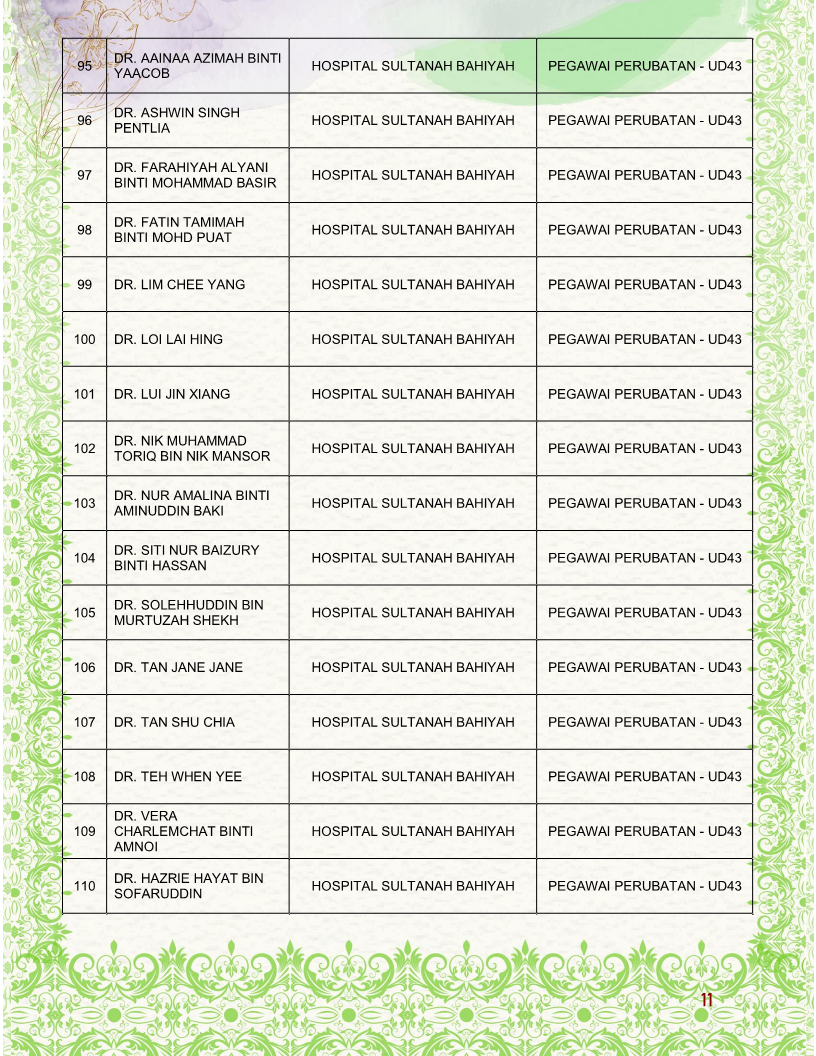 95 DR. AAINAA AZIMAH BINTI YAACOB HOSPITAL SULTANAH BAHIYAH PEGAWAI PERUBATAN - UD43
96 DR. ASHWIN SINGH PENTLIA HOSPITAL SULTANAH BAHIYAH PEGAWAI PERUBATAN - UD43
97 DR. FARAHIYAH ALYANI BINTI MOHAMMAD BASIR HOSPITAL SULTANAH BAHIYAH PEGAWAI PERUBATAN - UD43
98 DR. FATIN TAMIMAH BINTI MOHD PUAT HOSPITAL SULTANAH BAHIYAH PEGAWAI PERUBATAN - UD43
99 DR. LIM CHEE YANG HOSPITAL SULTANAH BAHIYAH PEGAWAI PERUBATAN - UD43
100 DR. LOI LAI HING HOSPITAL SULTANAH BAHIYAH PEGAWAI PERUBATAN - UD43
101 DR. LUI JIN XIANG HOSPITAL SULTANAH BAHIYAH PEGAWAI PERUBATAN - UD43
102 DR. NIK MUHAMMAD TORIQ BIN NIK MANSOR HOSPITAL SULTANAH BAHIYAH PEGAWAI PERUBATAN - UD43
103 DR. NUR AMALINA BINTI AMINUDDIN BAKI HOSPITAL SULTANAH BAHIYAH PEGAWAI PERUBATAN - UD43
104 DR. SITI NUR BAIZURY BINTI HASSAN HOSPITAL SULTANAH BAHIYAH PEGAWAI PERUBATAN - UD43
105 DR. SOLEHHUDDIN BIN MURTUZAH SHEKH HOSPITAL SULTANAH BAHIYAH PEGAWAI PERUBATAN - UD43
106 DR. TAN JANE JANE HOSPITAL SULTANAH BAHIYAH PEGAWAI PERUBATAN - UD43
107 DR. TAN SHU CHIA HOSPITAL SULTANAH BAHIYAH PEGAWAI PERUBATAN - UD43
108 DR. TEH WHEN YEE HOSPITAL SULTANAH BAHIYAH PEGAWAI PERUBATAN - UD43
109 DR. VERA CHARLEMCHAT BINTI AMNOI HOSPITAL SULTANAH BAHIYAH PEGAWAI PERUBATAN - UD43
110 DR. HAZRIE HAYAT BIN SOFARUDDIN HOSPITAL SULTANAH BAHIYAH PEGAWAI PERUBATAN - UD43
11